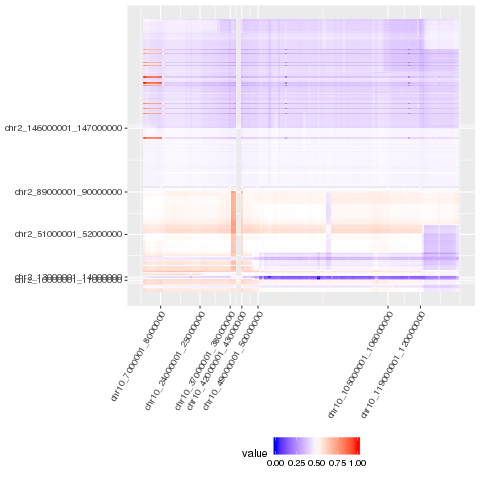 chr2_146000001_147000000
chr2_89000001_90000000
chr2_51000001_52000000
chr10_7000001_8000000
chr10_24000001_25000000
chr10_37000001_38000000
chr10_42000001_43000000
chr10_49000001_50000000
chr10_105000001_106000000
chr10_119000001_120000000
value
0.00 0.25 0.50 0.75 1.00